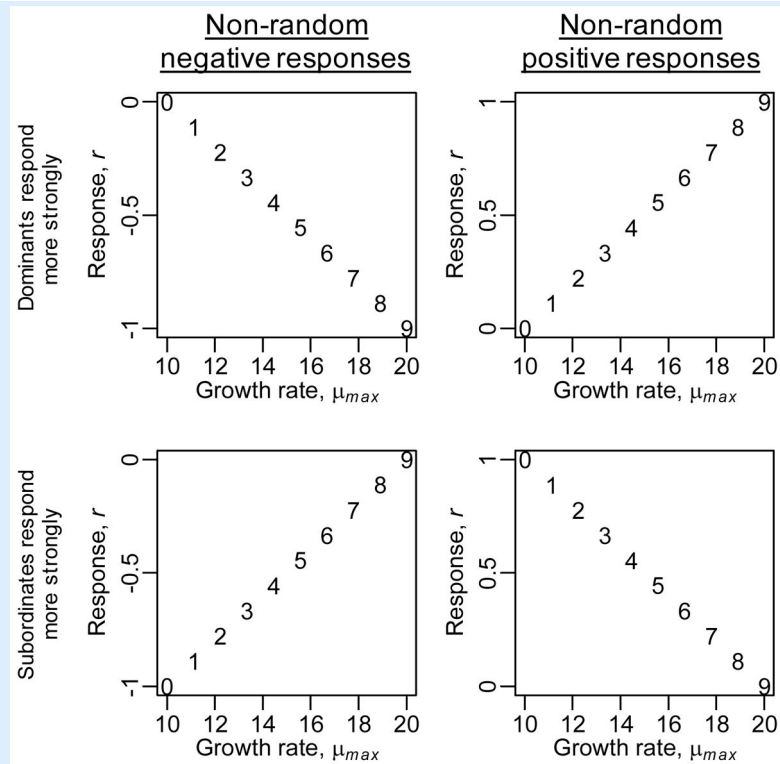 Non-random
negative responses
Non-random
positive responses
Dominants respond
more strongly
Response, r
0
-0.5
-1
0
1
2
3
4
5
6
7
8
9
10 12 14 16 18 20
Growth rate, μmax
Response, r
1
0.5
0
9
8
7
6
5
4
3
2
1
0
10 12 14 16 18 20
Growth rate, μmax
Subordinates respond
more strongly
Response, r
0
-0.5
-1
9
8
7
6
5
4
3
2
1
0
10 12 14 16 18 20
Growth rate, μmax
Response, r
1
0.5
0
0
1
2
3
4
5
6
7
8
9
10 12 14 16 18 20
Growth rate, μmax